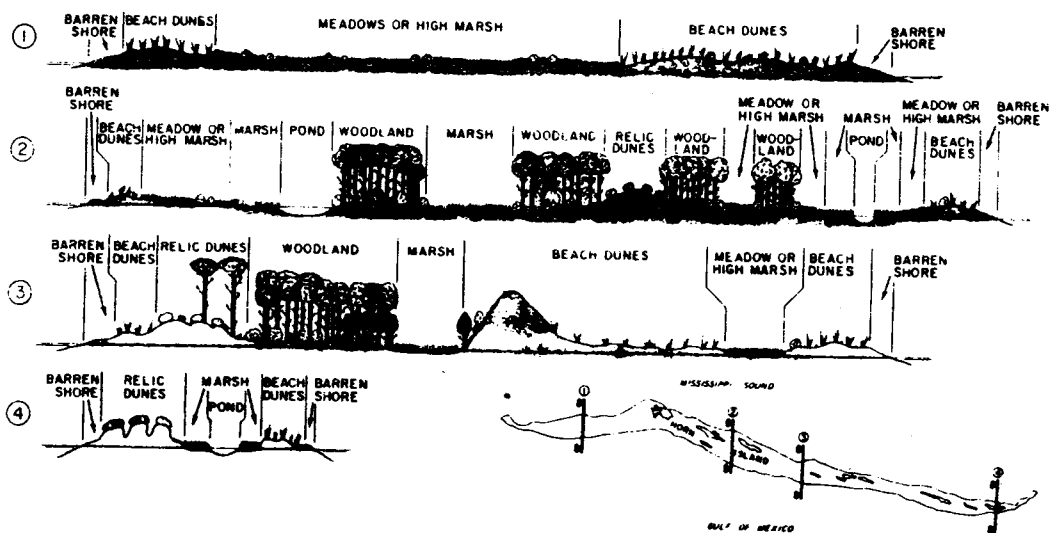 1
BARREN
SHORE
BEACH DUNES
MEADOWS OR HIGH MARSH
BEACH DUNES
BARREN
SHORE
2
BARREN
SHORE
BEACH
DUNES
MEADOW OR
HIGH MARSH
MARSH
POND
WOODLAND
MARSH
WOODLAND
RELIC
DUNES
WOOD-
LAND
MEADOW OR
HIGH MARSH
WOOD-
LAND
MARSH
POND
MEADOW OR
HIGH MARSH
BEACH
DUNES
BARREN
SHORE
3
BARREN
SHORE
BEACH
DUNES
RELIC DUNES
WOODLAND
MARSH
BEACH DUNES
MEADOW OR
HIGH MARSH
BEACH
DUNES
BARREN
SHORE
4
BARREN
SHORE
RELIC
DUNES
MARSH
POND
BEACH
DUNES
BARREN
SHORE
MISSISSIPPI SOUND
1
2
3
4
HORN
ISLAND
GULF OF MEXICO